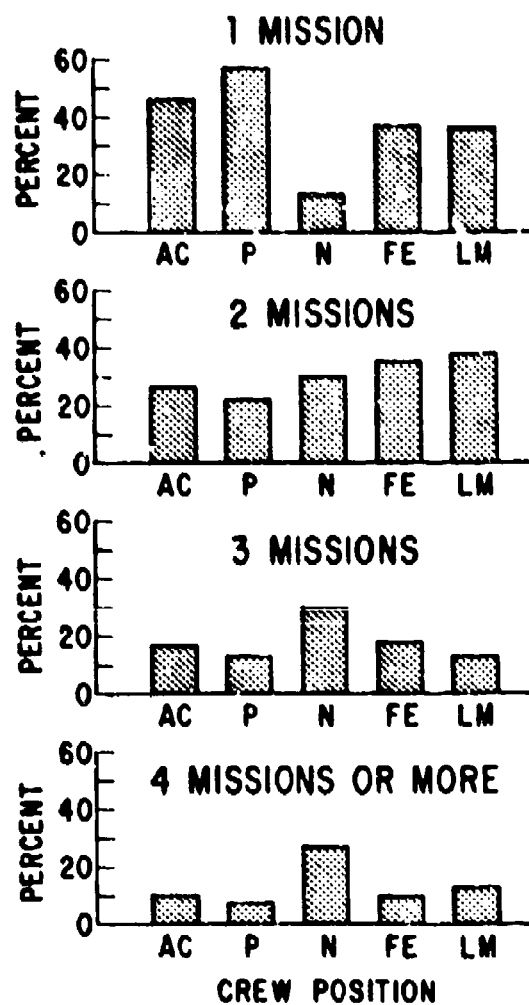 1 MISSION
60
40
20
0
PERCENT
AC P N FE LM
2 MISSIONS
60
40
20
0
PERCENT
AC P N FE LM
3 MISSIONS
60
40
20
0
PERCENT
AC P N FE LM
4 MISSIONS OR MORE
60
40
20
0
PERCENT
AC P N FE LM
CREW POSITION